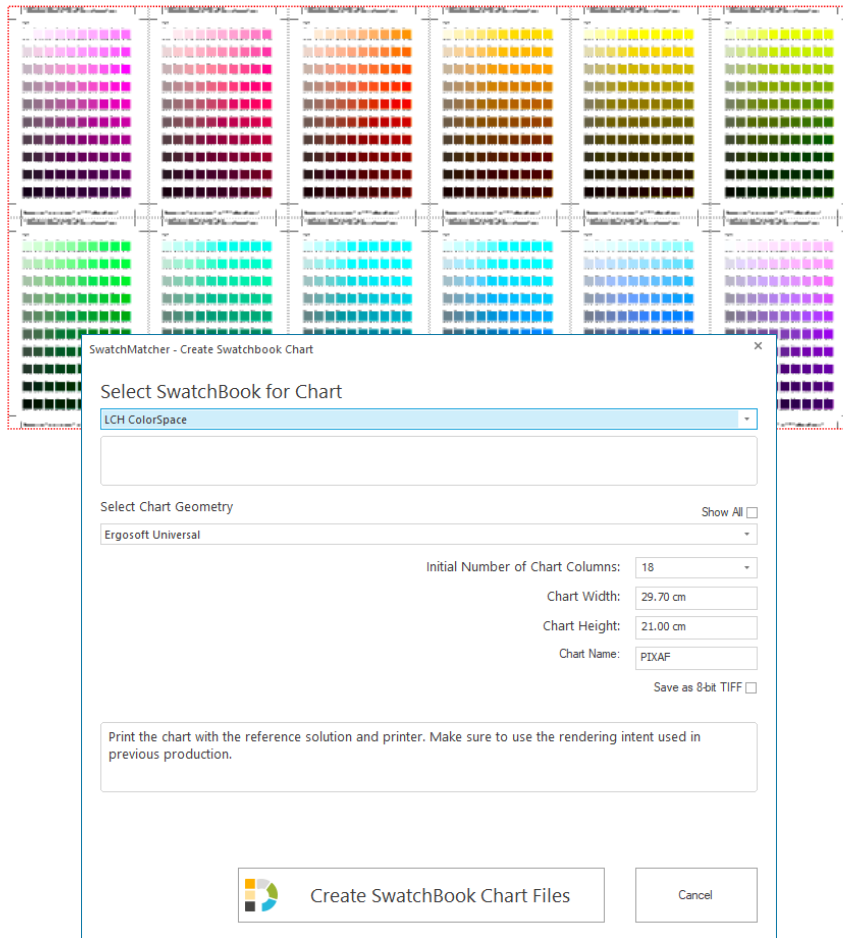 SwatchMatcher - Create Swatchbook Chart
Select SwatchBook for Chart
LCH ColorSpace
Select Chart Geometry
Show All
Ergosoft Universal
Initial Number of Chart Columns:
18
Chart Width:
29.70 cm
Chart Height:
21.00 cm
Chart Name:
PIXAF
Save as 8-bit TIFF
Print the chart with the reference solution and printer. Make sure to use the rendering intent used in
previous production.
Create SwatchBook Chart Files
Cancel